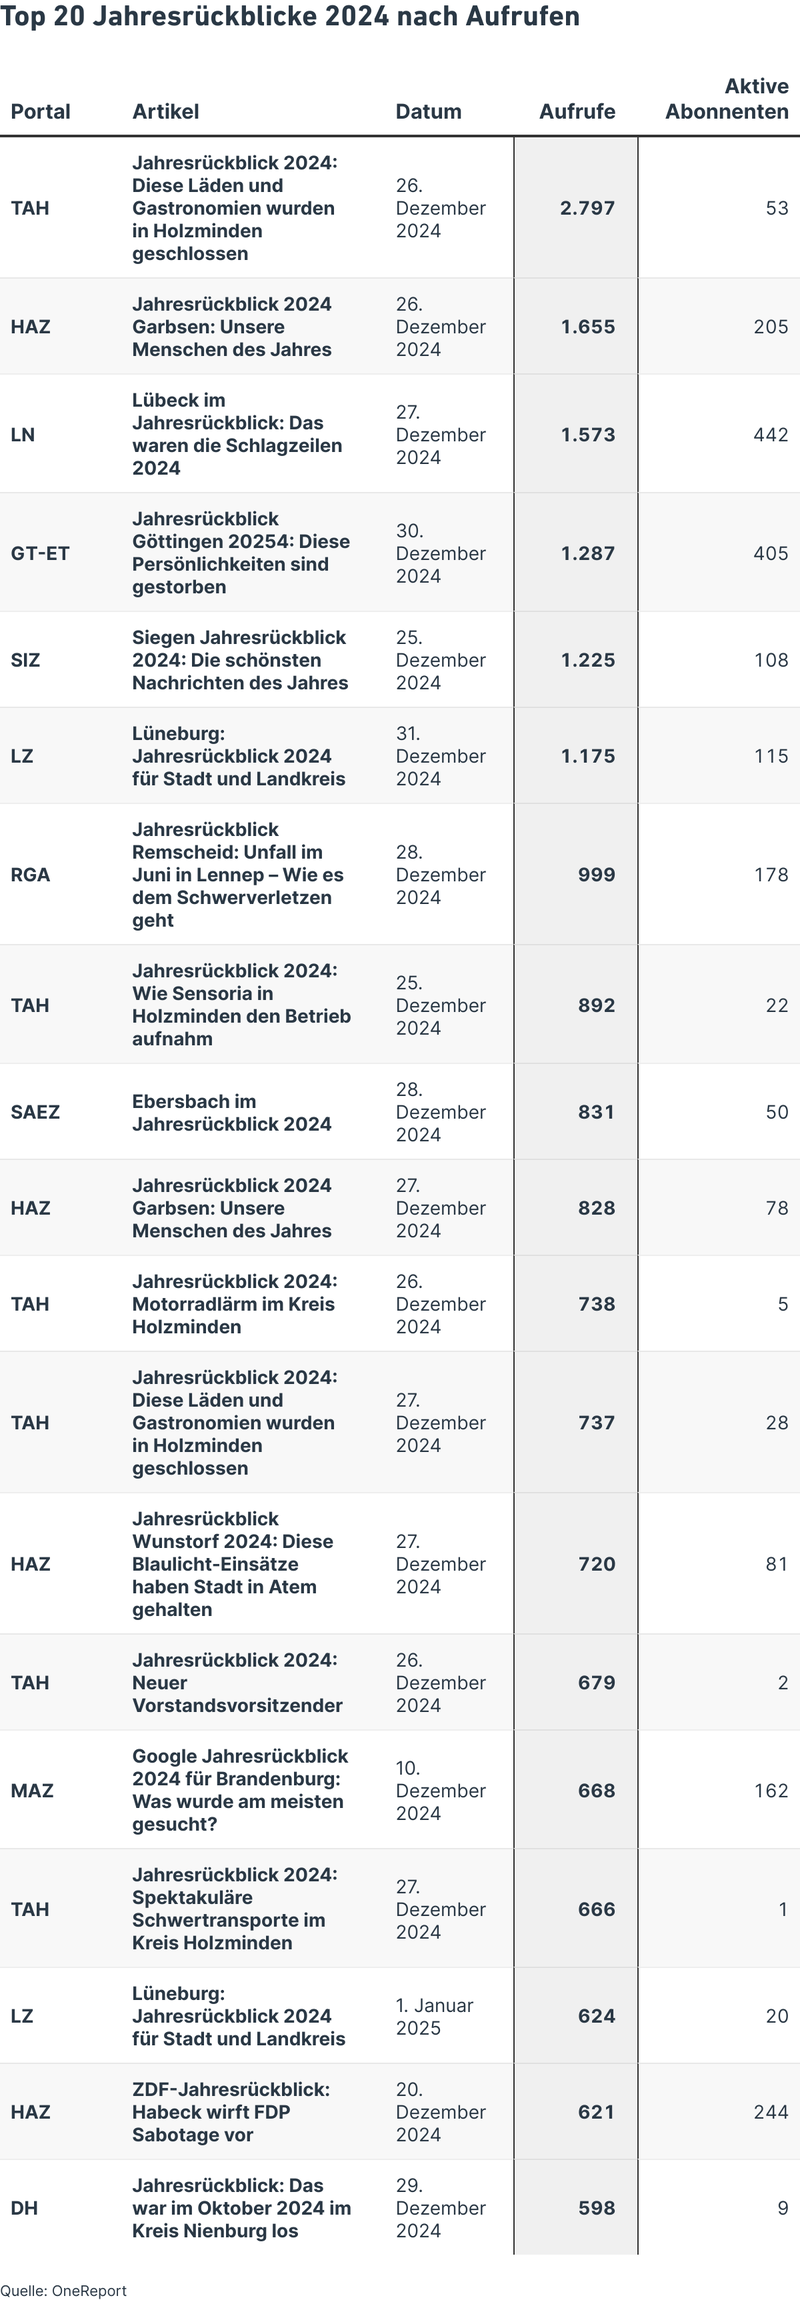 Top 20 Jahresrückblicke 2024 nach Aufrufen
Aktive
Portal Artikel Datum Aufrufe Abonnenten
Jahresrückblick 2024:
Diese Läden und
Gastronomien wurden
in Holzminden
geschlossen
TAH
26.
Dezember
2024
2.797
53
Jahresrückblick 2024
Garbsen: Unsere
Menschen des Jahres
HAZ
26.
Dezember
2024
1.655
205
Lübeck im
Jahresrückblick: Das
waren die Schlagzeilen
2024
LN
27.
Dezember
2024
1.573
442
Jahresrückblick
Göttingen 20254: Diese
Persönlichkeiten sind
gestorben
GT-ET
30.
Dezember
2024
1.287
405
Siegen Jahresrückblick
2024: Die schönsten
Nachrichten des Jahres
SIZ
25.
Dezember
2024
1.225
108
Lüneburg:
Jahresrückblick 2024
für Stadt und Landkreis
LZ
31.
Dezember
2024
1.175
115
Jahresrückblick
Remscheid: Unfall im
Juni in Lennep – Wie es
dem Schwerverletzen
geht
RGA
28.
Dezember
2024
999
178
Jahresrückblick 2024:
Wie Sensoria in
Holzminden den Betrieb
aufnahm
TAH
25.
Dezember
2024
892
22
Ebersbach im
Jahresrückblick 2024
SAEZ
28.
Dezember
2024
831
50
Jahresrückblick 2024
Garbsen: Unsere
Menschen des Jahres
HAZ
27.
Dezember
2024
828
78
Jahresrückblick 2024:
Motorradlärm im Kreis
Holzminden
TAH
26.
Dezember
2024
738
5
Jahresrückblick 2024:
Diese Läden und
Gastronomien wurden
in Holzminden
geschlossen
TAH
27.
Dezember
2024
737
28
Jahresrückblick
Wunstorf 2024: Diese
Blaulicht-Einsätze
haben Stadt in Atem
gehalten
HAZ
27.
Dezember
2024
720
81
Jahresrückblick 2024:
Neuer
Vorstandsvorsitzender
TAH
26.
Dezember
2024
679
2
Google Jahresrückblick
2024 für Brandenburg:
Was wurde am meisten
gesucht?
MAZ
10.
Dezember
2024
668
162
Jahresrückblick 2024:
Spektakuläre
Schwertransporte im
Kreis Holzminden
TAH
27.
Dezember
2024
666
1
Lüneburg:
Jahresrückblick 2024
für Stadt und Landkreis
LZ
1. Januar
2025
624
20
ZDF-Jahresrückblick:
Habeck wirft FDP
Sabotage vor
HAZ
20.
Dezember
2024
621
244
Jahresrückblick: Das
war im Oktober 2024 im
Kreis Nienburg los
DH
29.
Dezember
2024
598
9
Quelle: OneReport